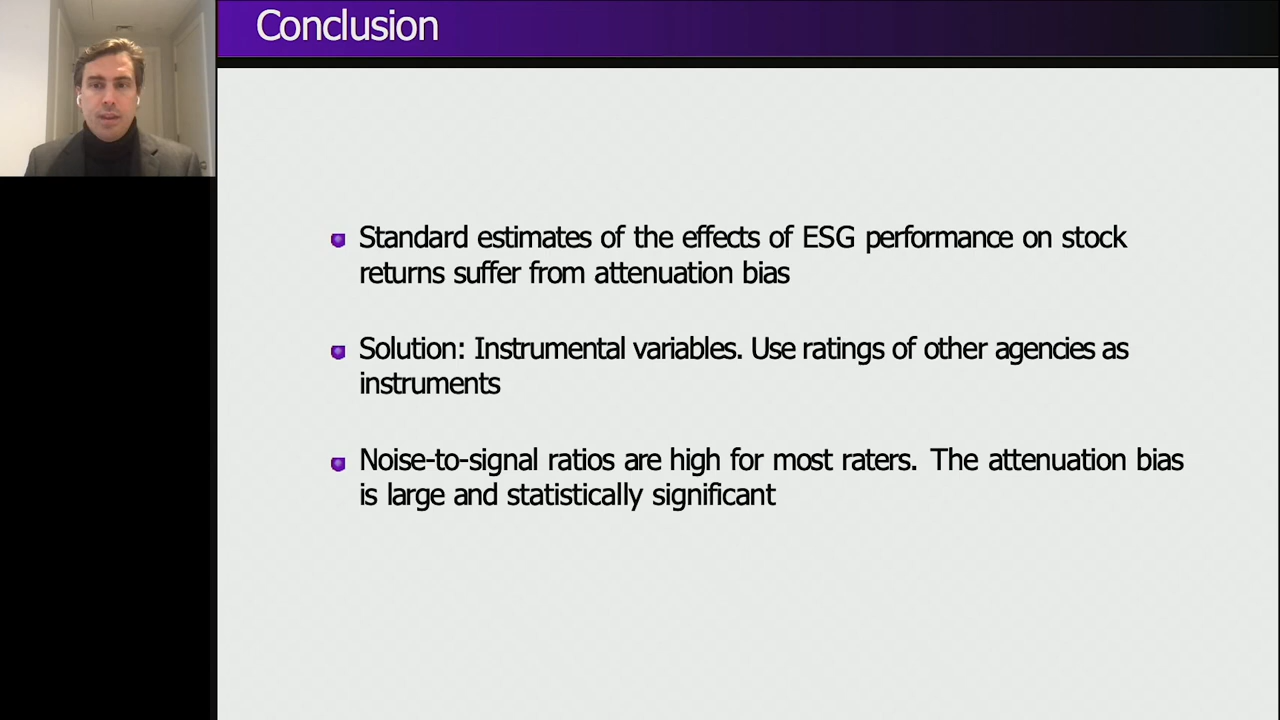 Conclusion
Standard estimates of the effects of ESG performance on stock
returns suffer from attenuation bias
Solution: Instrumental variables. Use ratings of other agencies as
instruments
Noise-to-signal ratios are high for most raters. The attenuation bias
is large and statistically significant